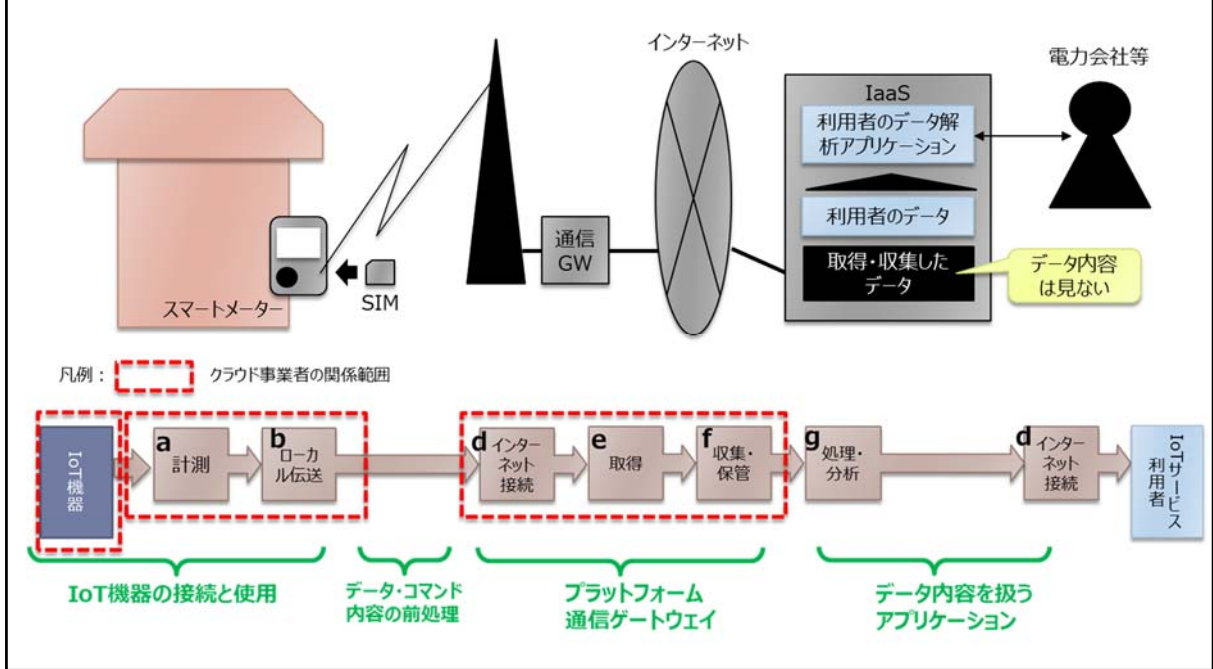 インターネット
電力会社等
IaaS
利用者のデータ解
析アプリケーション
利用者のデータ
通信
GW
取得・収集した
データ
データ内容
は見ない
スマートメーター
SIM
凡例：
クラウド事業者の関係範囲
IoT機器
a
計測
b
ローカ
ル伝送
d
インター
ネット
接続
e
取得
f
収集・
保管
g
処理・
分析
d
インター
ネット
接続
IoTサービス
利用者
IoT機器の接続と使用
データ・コマンド
内容の前処理
プラットフォーム
通信ゲートウェイ
データ内容を扱う
アプリケーション